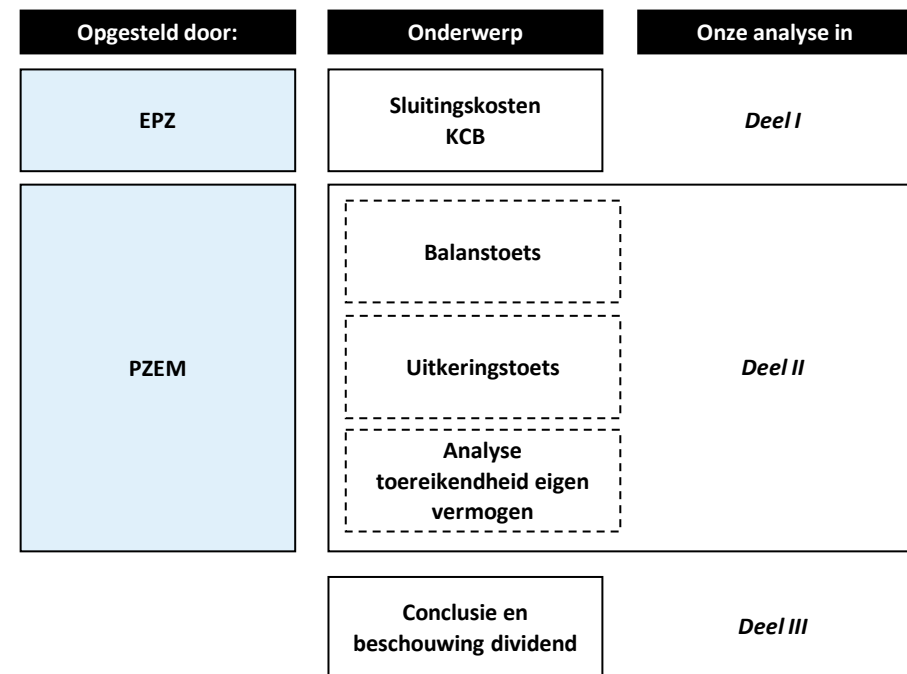 Opgesteld door:
Onderwerp
Onze analyse in
EPZ
Sluitingskosten
KCB
Deel I
PZEM
Balanstoets
Uitkeringstoets
Analyse
toereikendheid eigen
vermogen
Deel II
Conclusie en
beschouwing dividend
Deel III